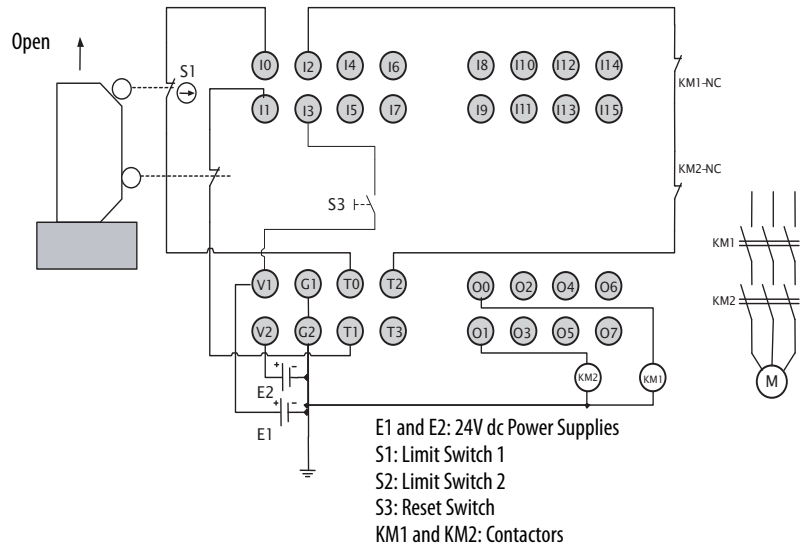 Open
S1
I0 I2 I4 I6 I8 I10 I12 I14
KM1-NC
I1 I3 I5 I7 I9 I11 I13 I15
KM2-NC
S3
KM1
V1 G1 T0 T2 O0 O2 O4 O6
KM2
V2 G2 T1 T3 O1 O3 O5 O7
+ -
KM2 KM1
M
E2
+ -
E1
E1 and E2: 24V dc Power Supplies
S1: Limit Switch 1
S2: Limit Switch 2
S3: Reset Switch
KM1 and KM2: Contactors